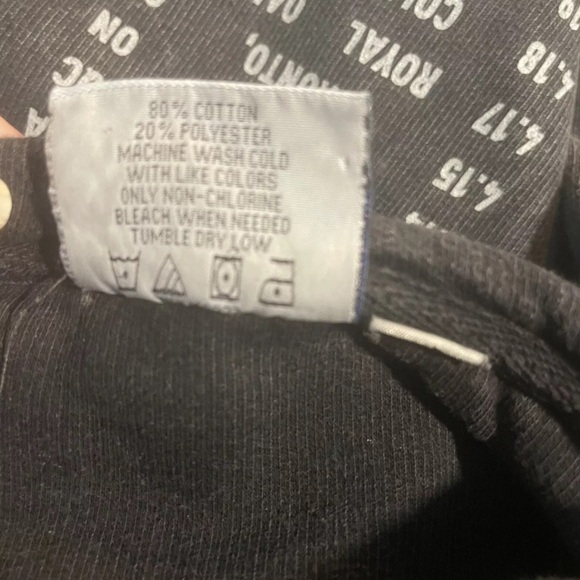 80% COTTON
20% POLYESTER
MACHINE WASH COLD
WITH LIKE COLORS
ONLY NON-CHLORINE
BLEACH WHEN NEEDED
TUMBLE DRY LOW
QC
ON
ROYAL
4.15
4.17
4.18